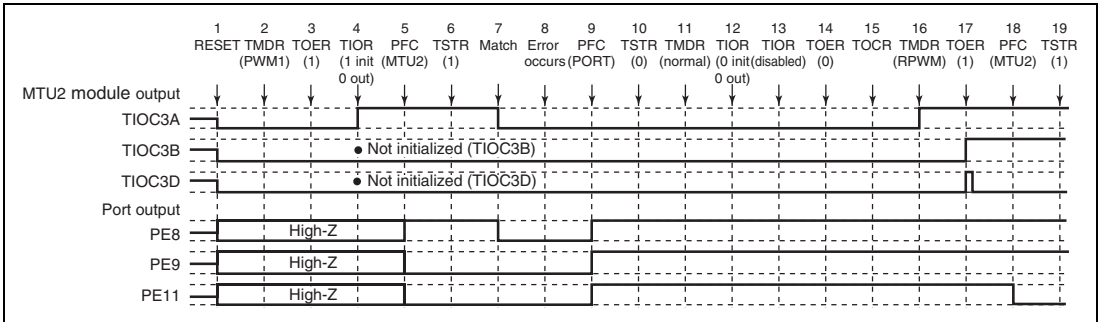 1 2 3 4 5 6 7 8 9 10 11 12 13 14 15 16 17 18 19
RESET TMDR TOER TIOR PFC TSTR Match Error PFC TSTR TMDR TIOR TIOR TOER TOCR TMDR TOER PFC TSTR
(PWM1) (1) (1 init (MTU2) (1) occurs (PORT) (0) (normal) (0 init (disabled) (0) (RPWM) (1) (MTU2) (1)
0 out) 0 out)
MTU2 module output
TIOC3A
TIOC3B • Not initialized (TIOC3B)
TIOC3D • Not initialized (TIOC3D)
Port output
PE8 High-Z
PE9 High-Z
PE11 High-Z